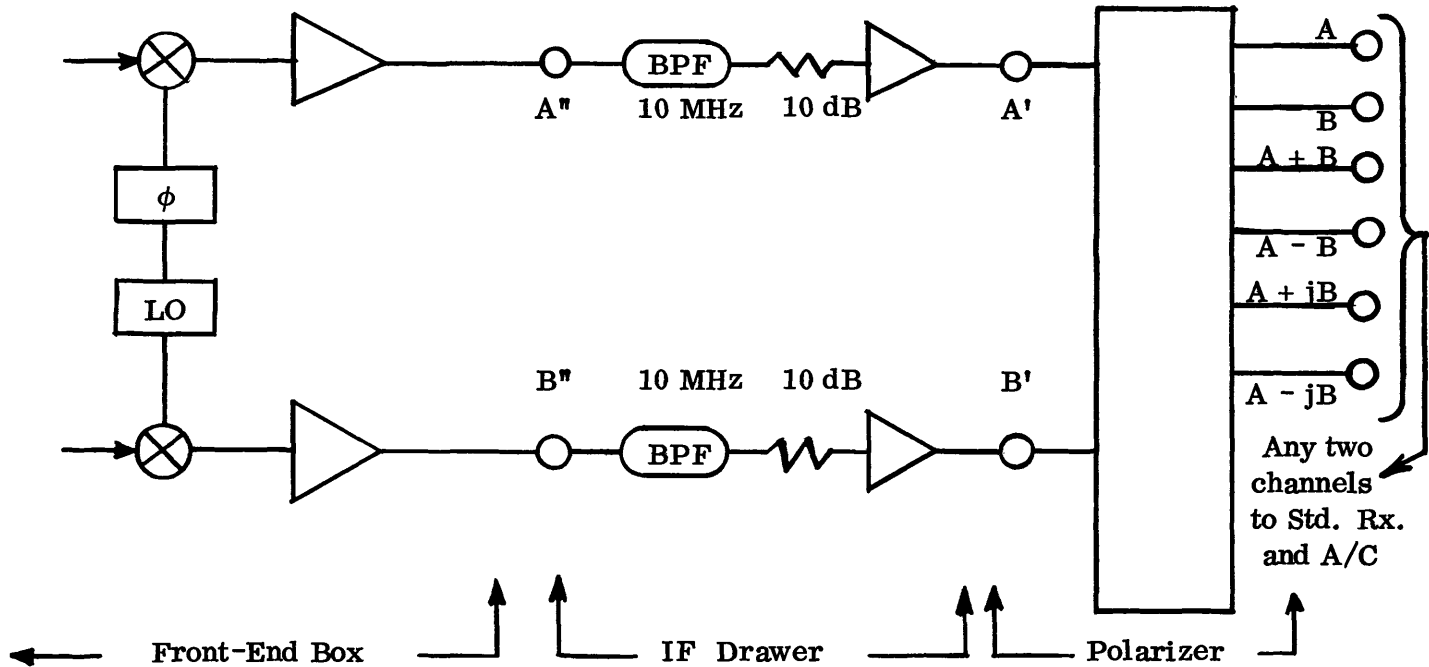 A
BPF
A"
10 MHz
10 dB
A'
B
A + B
ϕ
A - B
LO
A + jB
B"
10 MHz
10 dB
B'
A - jB
BPF
Any two
channels
to Std. Rx.
and A/C
Front-End Box
IF Drawer
Polarizer